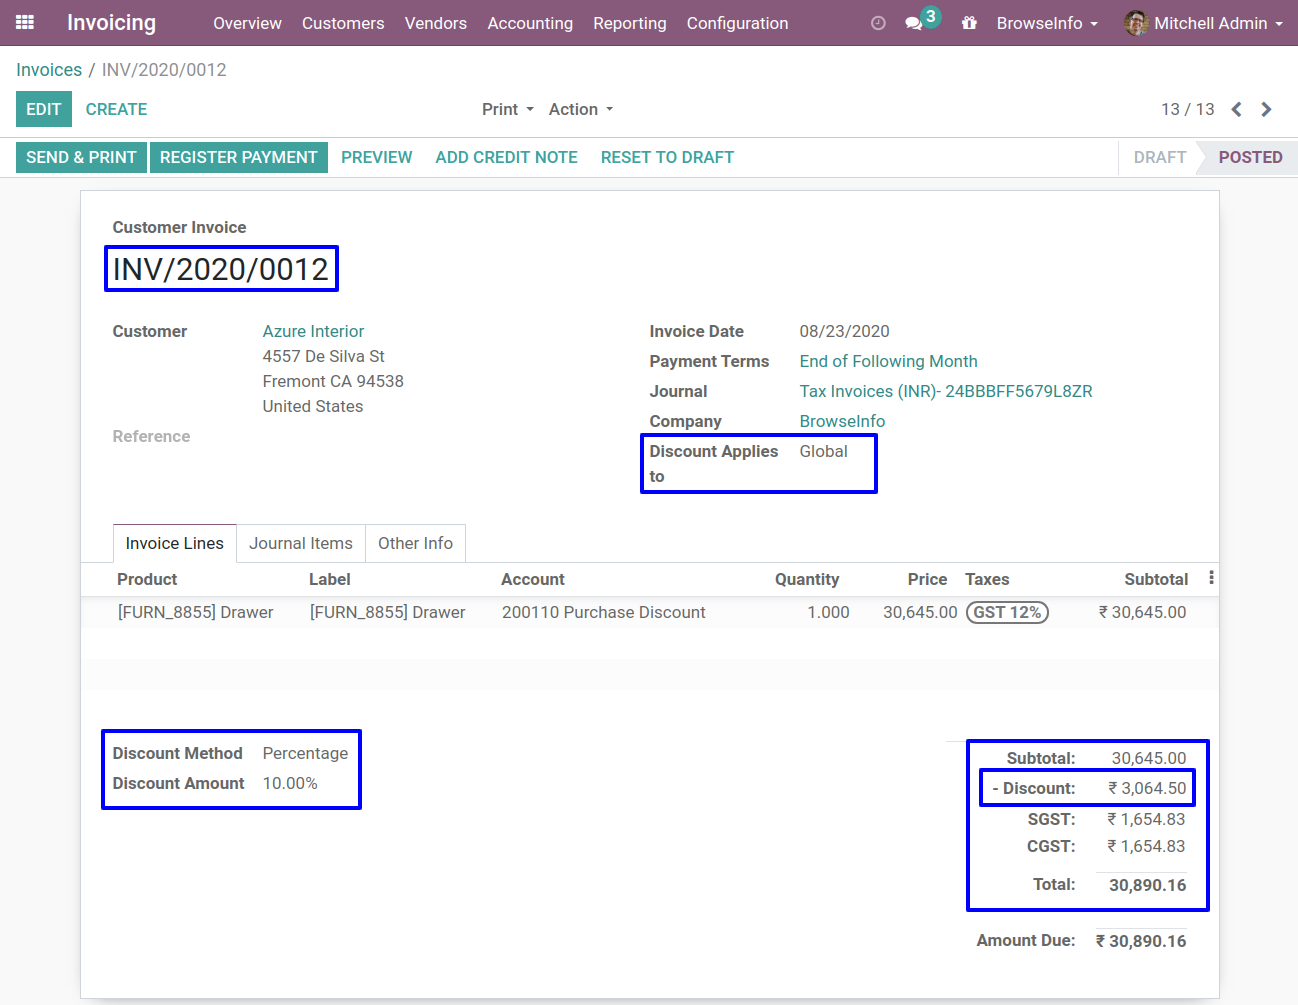 Invoicing Overview Customers Vendors Accounting Reporting Configuration 3 BrowseInfo Mitchell Admin
Invoices / INV/2020/0012
EDIT CREATE Print Action 13 / 13
SEND & PRINT REGISTER PAYMENT PREVIEW ADD CREDIT NOTE RESET TO DRAFT DRAFT POSTED
Customer Invoice
INV/2020/0012
Customer Azure Interior
4557 De Silva St
Fremont CA 94538
United States
Reference
Invoice Date 08/23/2020
Payment Terms End of Following Month
Journal Tax Invoices (INR)- 24BBBFF5679L8ZR
Company BrowseInfo
Discount Applies Global
to
Invoice Lines Journal Items Other Info
Product Label Account Quantity Price Taxes Subtotal
[FURN_8855] Drawer [FURN_8855] Drawer 200110 Purchase Discount 1.000 30,645.00 GST 12% ₹ 30,645.00
Discount Method Percentage
Discount Amount 10.00%
Subtotal: 30,645.00
- Discount: ₹ 3,064.50
SGST: ₹ 1,654.83
CGST: ₹ 1,654.83
Total: 30,890.16
Amount Due: ₹ 30,890.16